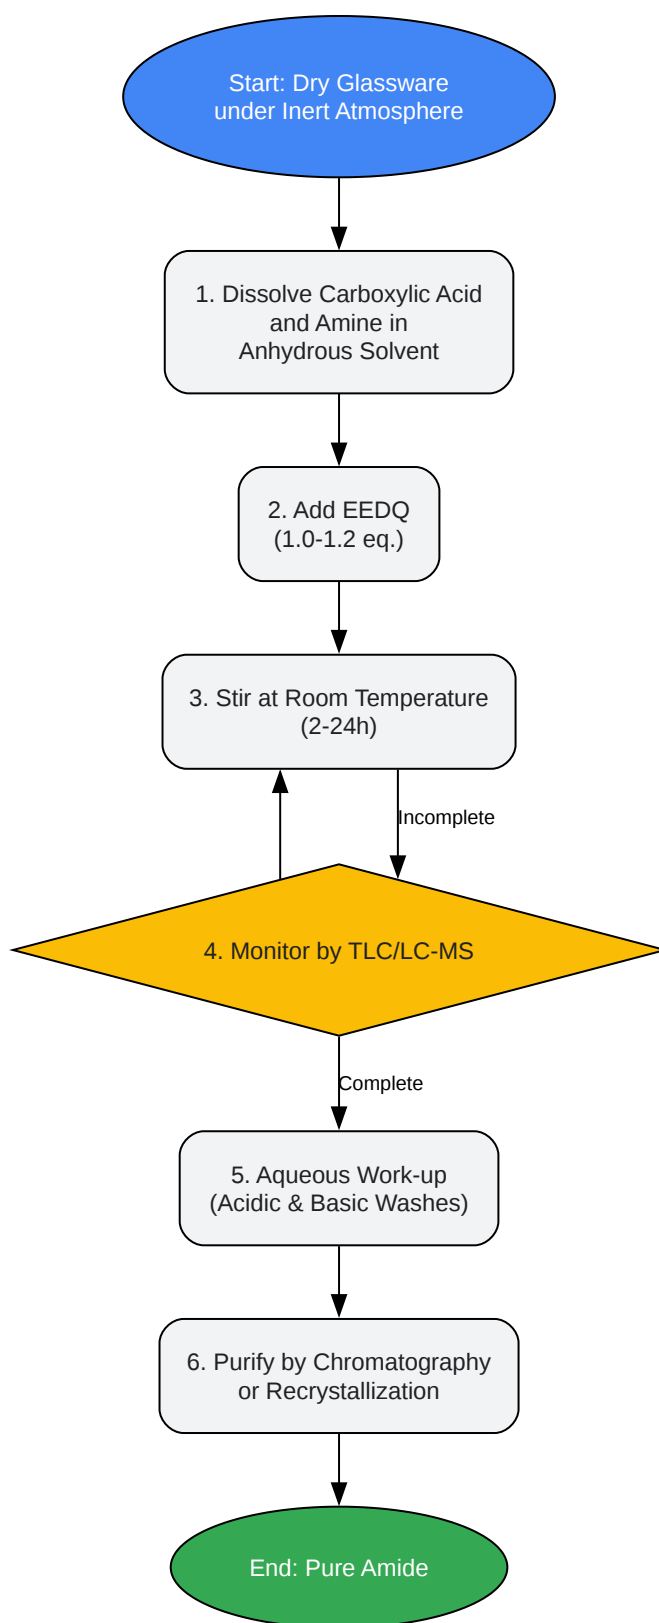 Start: Dry Glassware
under Inert Atmosphere
1. Dissolve Carboxylic Acid
and Amine in
Anhydrous Solvent
2. Add EEDQ
(1.0-1.2 eq.)
3. Stir at Room Temperature
(2-24h)
Incomplete
4. Monitor by TLC/LC-MS
Complete
5. Aqueous Work-up
(Acidic & Basic Washes)
6. Purify by Chromatography
or Recrystallization
End: Pure Amide